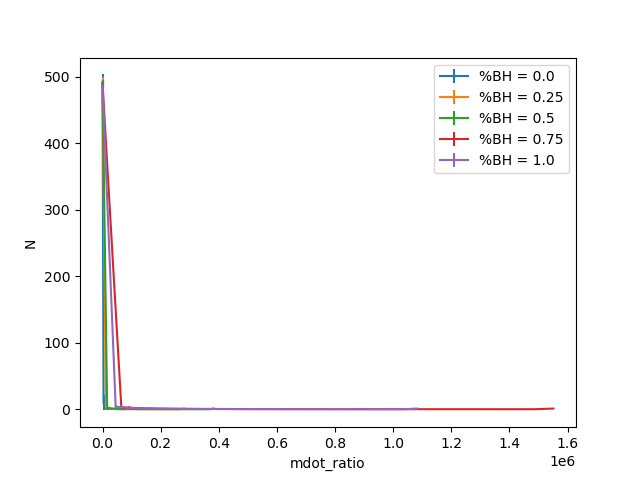 %BH = 0.0
%BH = 0.25
%BH = 0.5
%BH = 0.75
%BH = 1.0
500
400
300
200
100
0
N
0.0 0.2 0.4 0.6 0.8 1.0 1.2 1.4 1.6
1e6
mdot_ratio